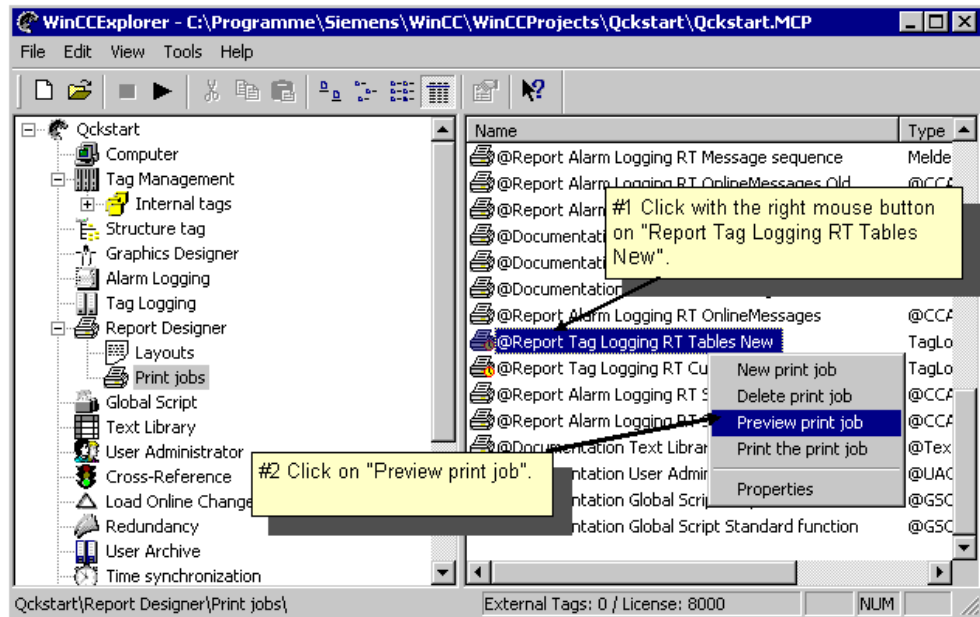 WinCCExplorer - C:\Programme\Siemens\WinCC\WinCCProjects\Qckstart\Qckstart.MCP
File Edit View Tools Help
Qckstart
Computer
Tag Management
Internal tags
Structure tag
Graphics Designer
Alarm Logging
Tag Logging
Report Designer
Layouts
Print jobs
Global Script
Text Library
User Administrator
Cross-Reference
Load Online Change
Redundancy
User Archive
Time synchronization
Name Type
@Report Alarm Logging RT Message sequence Melde
@Report Alarm Logging RT OnlineMessages Old @CCA
@Report Alarm
@Documentati
@Documentati
@Documentation
@Report Alarm Logging RT OnlineMessages @CCA
@Report Tag Logging RT Tables New TagLo
@Report Tag Logging RT Cu TagLo
@Report Alarm Logging RT S @CCA
@Report Alarm Logging RT @CCA
@Documentation Text Librar @Tex
ntation User Admin @UAC
ntation Global Scrip @GSC
ntation Global Script Standard function @GSC
#1 Click with the right mouse button
on "Report Tag Logging RT Tables
New".
New print job
Delete print job
Preview print job
Print the print job
Properties
#2 Click on "Preview print job".
Qckstart\Report Designer\Print jobs\ External Tags: 0 / License: 8000 NUM